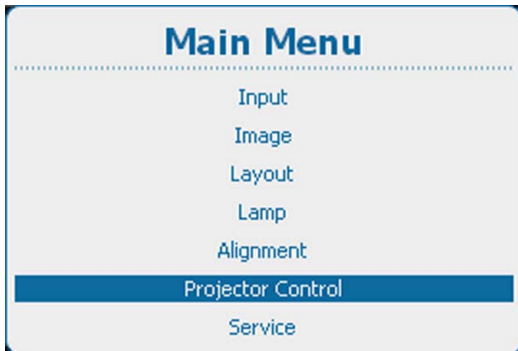 Main Menu
Input
Image
Layout
Lamp
Alignment
Projector Control
Service